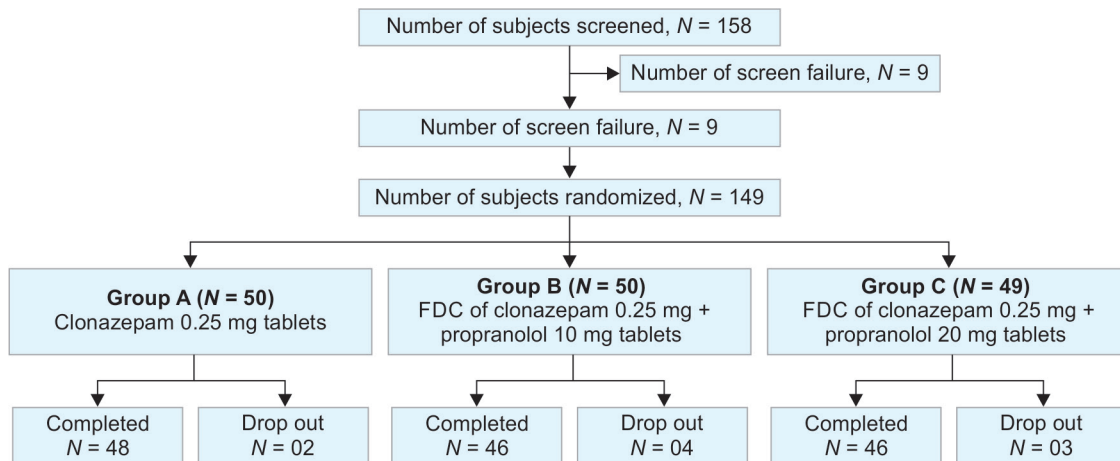 Number of subjects screened, N = 158
Number of screen failure, N = 9
Number of screen failure, N = 9
Number of subjects randomized, N = 149
Group A (N = 50)
Clonazepam 0.25 mg tablets
Group B (N = 50)
FDC of clonazepam 0.25 mg +
propranolol 10 mg tablets
Group C (N = 49)
FDC of clonazepam 0.25 mg +
propranolol 20 mg tablets
Completed
N = 48
Drop out
N = 02
Completed
N = 46
Drop out
N = 04
Completed
N = 46
Drop out
N = 03